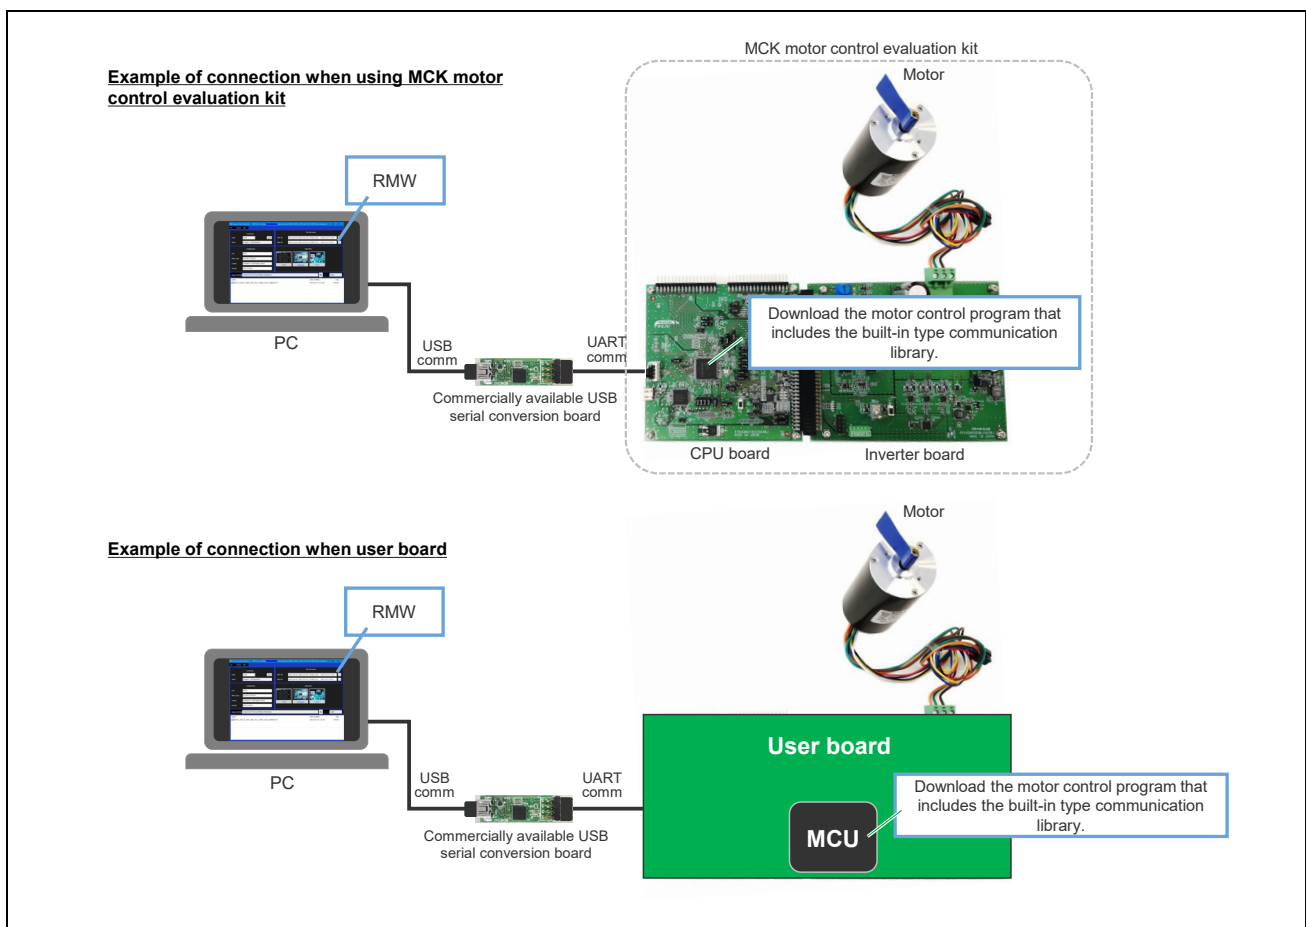 MCK motor control evaluation kit
Example of connection when using MCK motor
control evaluation kit
Motor
RMW
Download the motor control program that
includes the built-in type communication
library.
PC
USB
comm
UART
comm
Commercially available USB
serial conversion board
CPU board
Inverter board
Motor
Example of connection when user board
RMW
User board
PC
USB
comm
UART
comm
Download the motor control program that
includes the built-in type communication
library.
MCU
Commercially available USB
serial conversion board